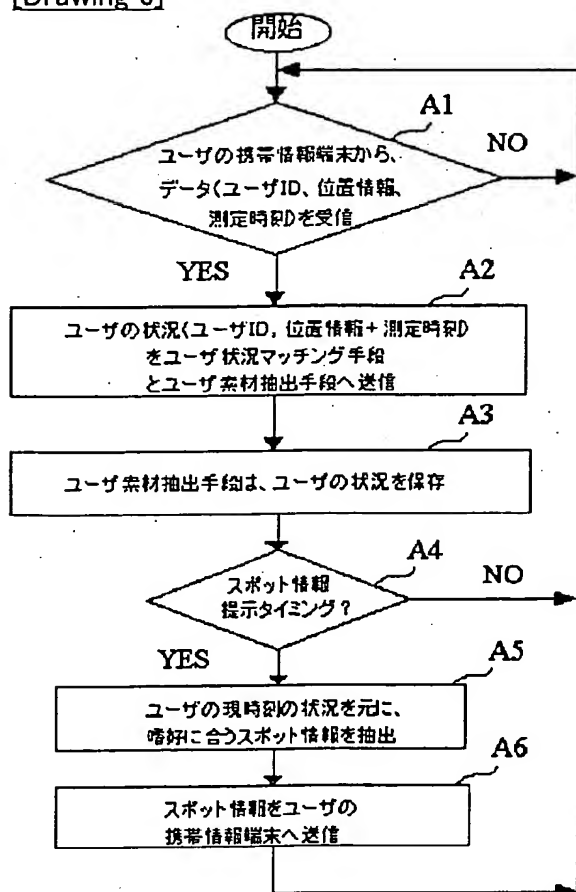 [Drawing 6]
開始
A1
ユーザの携帯情報端末から、
データ(ユーザID、位置情報、
測定時刻)を受信
NO
YES
A2
ユーザの状況(ユーザID, 位置情報+測定時刻)
をユーザ状況マッチング手段
とユーザ素材抽出手段へ送信
A3
ユーザ素材抽出手段は、ユーザの状況を保存
A4
スポット情報
提示タイミング?
NO
YES
A5
ユーザの現時刻の状況を元に、
嗜好に合うスポット情報を抽出
A6
スポット情報をユーザの
携帯情報端末へ送信